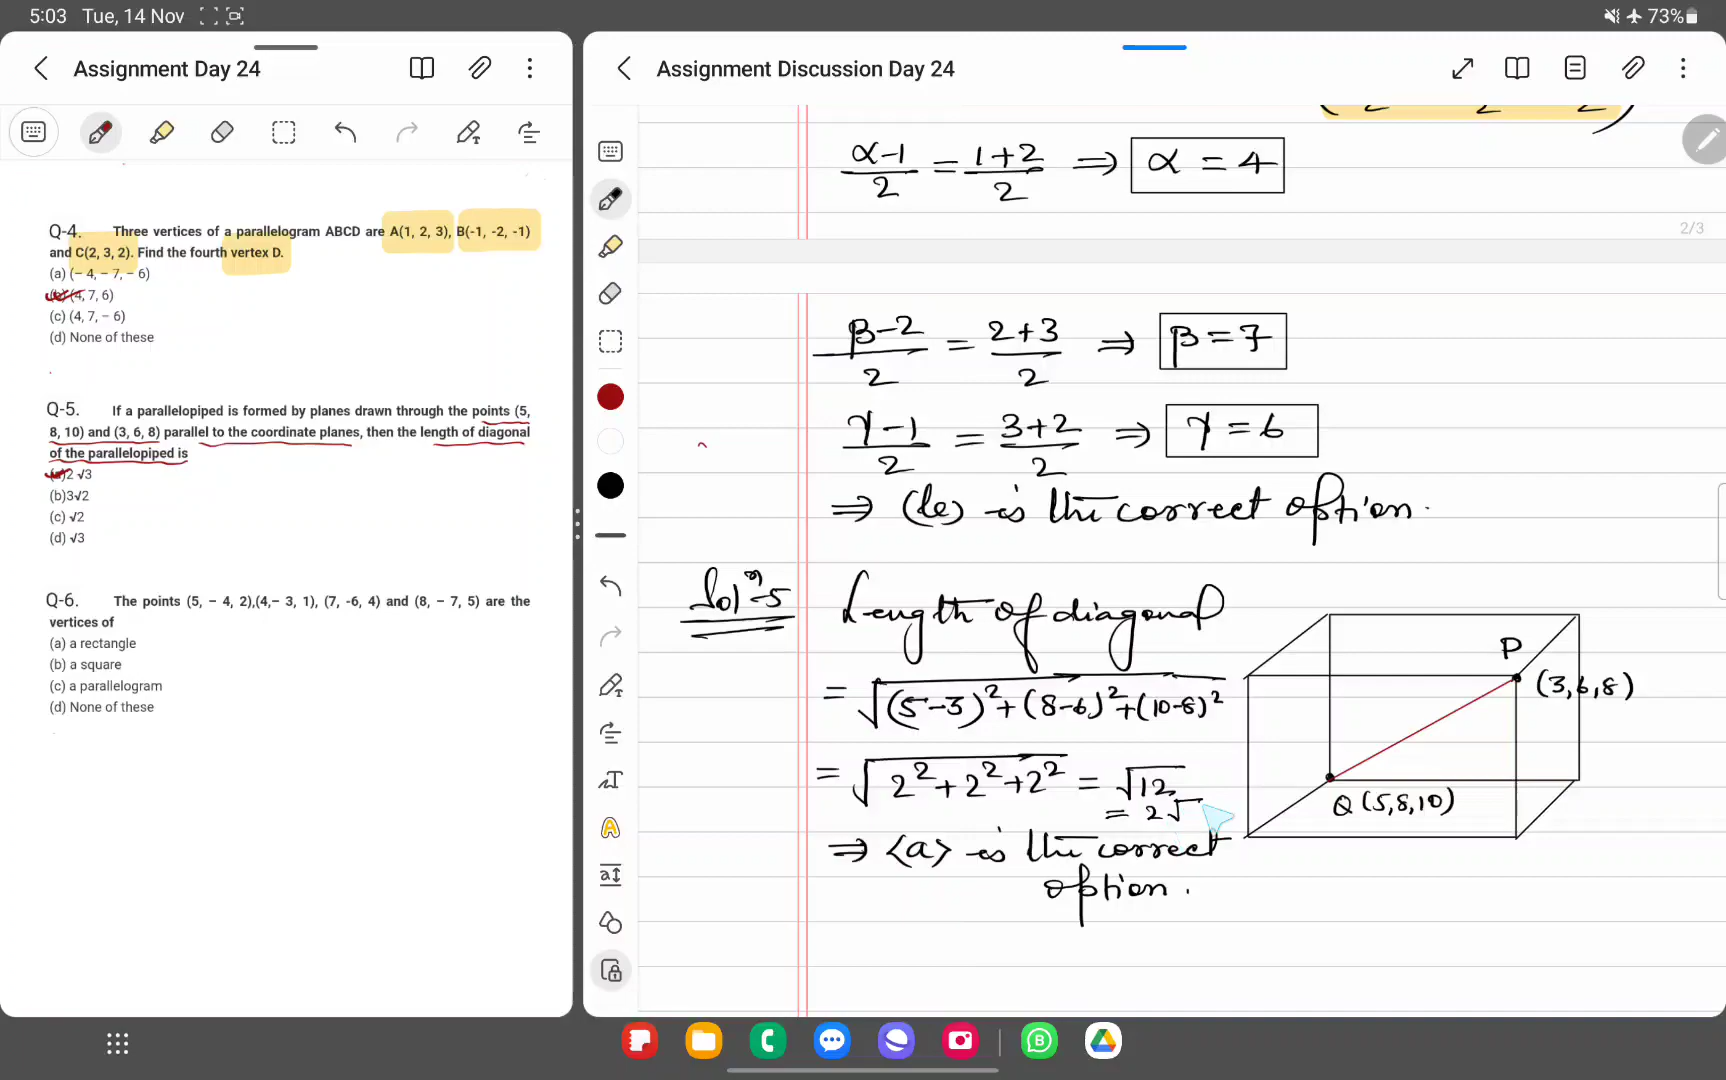 5:03 Tue, 14 Nov
73%
Assignment Day 24
Q-4. Three vertices of a parallelogram ABCD are A(1, 2, 3), B(-1, -2, -1)
and C(2, 3, 2). Find the fourth vertex D.
(a) (– 4, – 7, – 6)
(b) (4, 7, 6)
(c) (4, 7, – 6)
(d) None of these
Q-5. If a parallelopiped is formed by planes drawn through the points (5,
8, 10) and (3, 6, 8) parallel to the coordinate planes, then the length of diagonal
of the parallelopiped is
(a)2 √3
(b)3√2
(c) √2
(d) √3
Q-6. The points (5, – 4, 2),(4,– 3, 1), (7, -6, 4) and (8, – 7, 5) are the
vertices of
(a) a rectangle
(b) a square
(c) a parallelogram
(d) None of these
Assignment Discussion Day 24
α-1/2 = 1+2/2 ⇒ α = 4
2/3
β-2/2 = 2+3/2 ⇒ β = 7
γ-1/2 = 3+2/2 ⇒ γ = 6
⇒ (b) is the correct option.
Solⁿ-5 Length of diagonal
= √(5-3)²+(8-6)²+(10-8)²
= √2²+2²+2² = √12
= 2√
⇒ <a> is the correct
option.
P
(3,6,8)
Q (5,8,10)